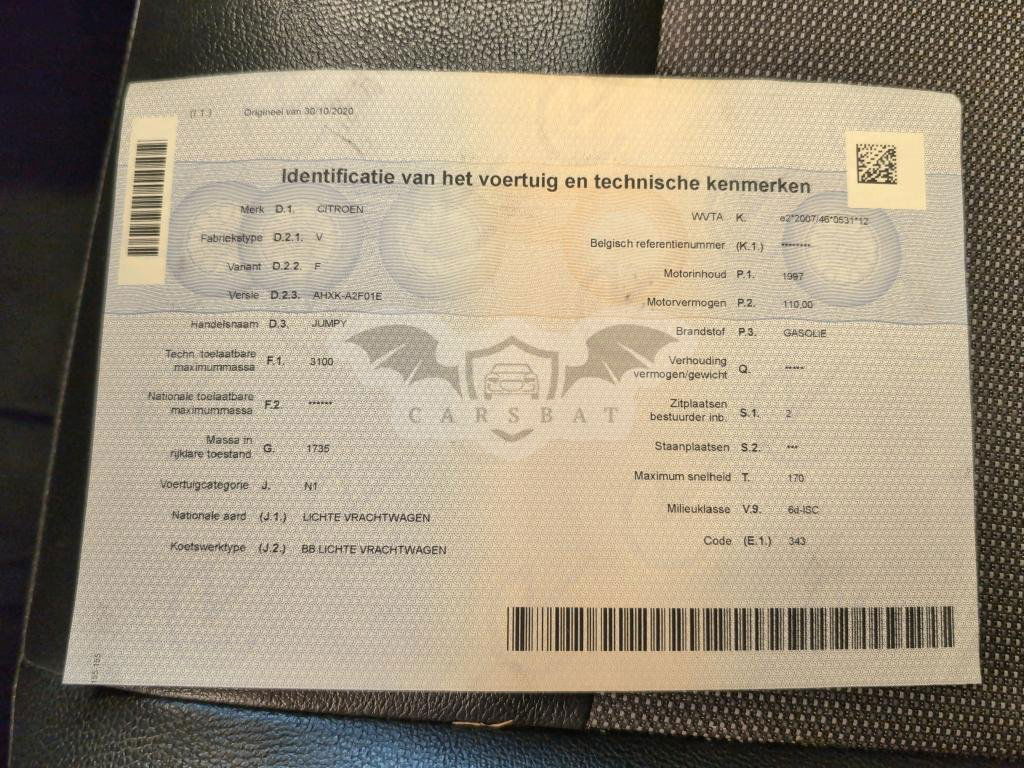 (I.T.) Origineel van 30/10/2020
Identificatie van het voertuig en technische kenmerken
Merk D.1. CITROEN
Fabriekstype D.2.1. V
Variant D.2.2. F
Versie D.2.3. AHXK-A2F01E
Handelsnaam D.3. JUMPY
Techn. toelaatbare
maximummassa F.1. 3100
Nationale toelaatbare
maximummassa F.2. ******
Massa in
rijklare toestand G. 1735
Voertuigcategorie J. N1
Nationale aard (J.1.) LICHTE VRACHTWAGEN
Koetswerktype (J.2.) BB LICHTE VRACHTWAGEN
WVTA K. e2*2007/46*0531*12
Belgisch referentienummer (K.1.) ********
Motorinhoud P.1. 1997
Motorvermogen P.2. 110,00
Brandstof P.3. GASOLIE
Verhouding
vermogen/gewicht Q. *****
Zitplaatsen
bestuurder inb. S.1. 2
Staanplaatsen S.2. ***
Maximum snelheid T. 170
Milieuklasse V.9. 6d-ISC
Code (E.1.) 343
CARSBAT